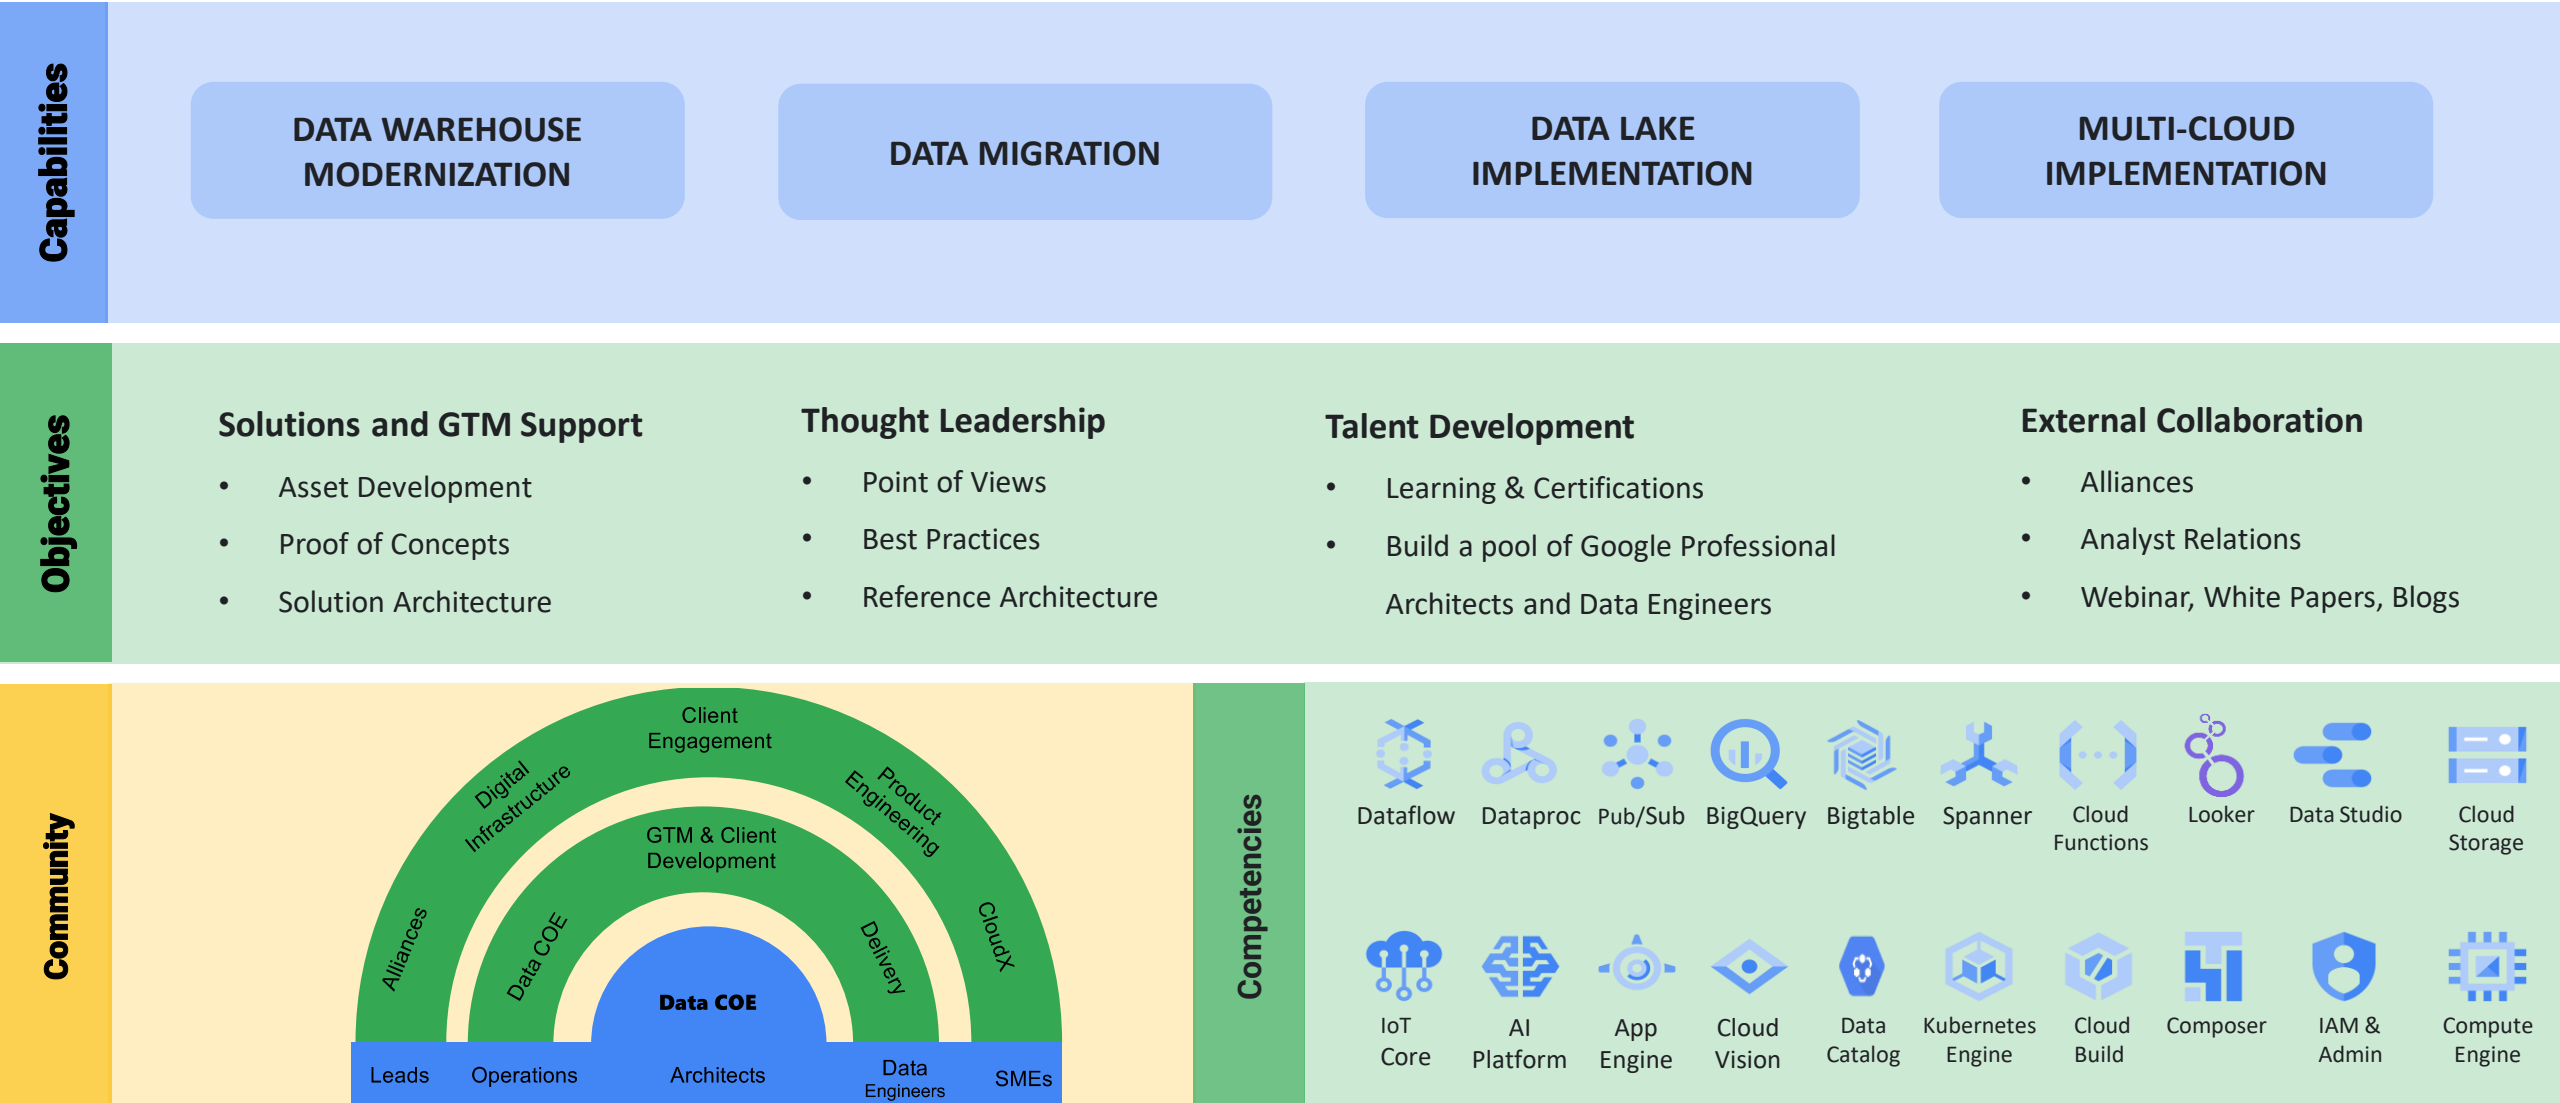 Capabilities
DATA WAREHOUSE
MODERNIZATION
DATA MIGRATION
DATA LAKE
IMPLEMENTATION
MULTI-CLOUD
IMPLEMENTATION
Objectives
Solutions and GTM Support
• Asset Development
• Proof of Concepts
• Solution Architecture
Thought Leadership
• Point of Views
• Best Practices
• Reference Architecture
Talent Development
• Learning & Certifications
• Build a pool of Google Professional
Architects and Data Engineers
External Collaboration
• Alliances
• Analyst Relations
• Webinar, White Papers, Blogs
Community
Alliances
Digital
Infrastructure
Client
Engagement
Product
Engineering
CloudX
Data COE
GTM & Client
Development
Delivery
Data COE
Leads
Operations
Architects
Data
Engineers
SMEs
Competencies
Dataflow
Dataproc
Pub/Sub
BigQuery
Bigtable
Spanner
Cloud
Functions
Looker
Data Studio
Cloud
Storage
IoT
Core
AI
Platform
App
Engine
Cloud
Vision
Data
Catalog
Kubernetes
Engine
Cloud
Build
Composer
IAM &
Admin
Compute
Engine